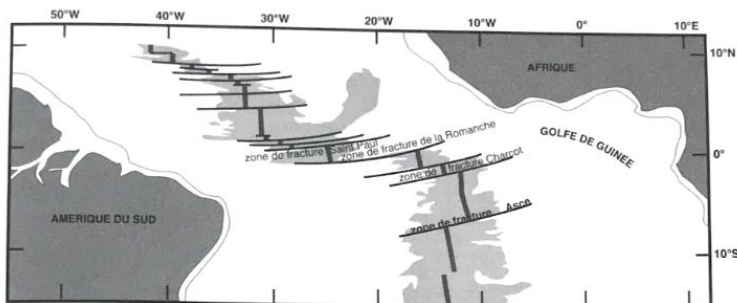 50°W 40°W 30°W 20°W 10°W 0° 10°E
10°N
AFRIQUE
GOLFE DE GUINEE
zone de fracture Saint Paul
zone de fracture de la Romanche
0°
zone de fracture Charcot
AMERIQUE DU SUD
zone de fracture Asce
10°S